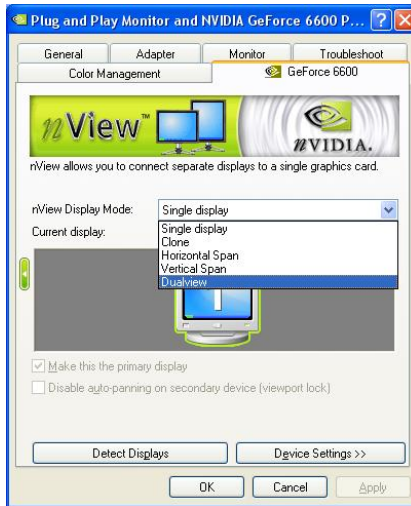 Plug and Play Monitor and NVIDIA GeForce 6600 P...
General Adapter Monitor Troubleshoot
Color Management GeForce 6600
nView™
NVIDIA.
nView allows you to connect separate displays to a single graphics card.
nView Display Mode: Single display
Current display:
Single display
Clone
Horizontal Span
Vertical Span
Dualview
1
Make this the primary display
Disable auto-panning on secondary device (viewport lock)
Detect Displays Device Settings >>
OK Cancel Apply